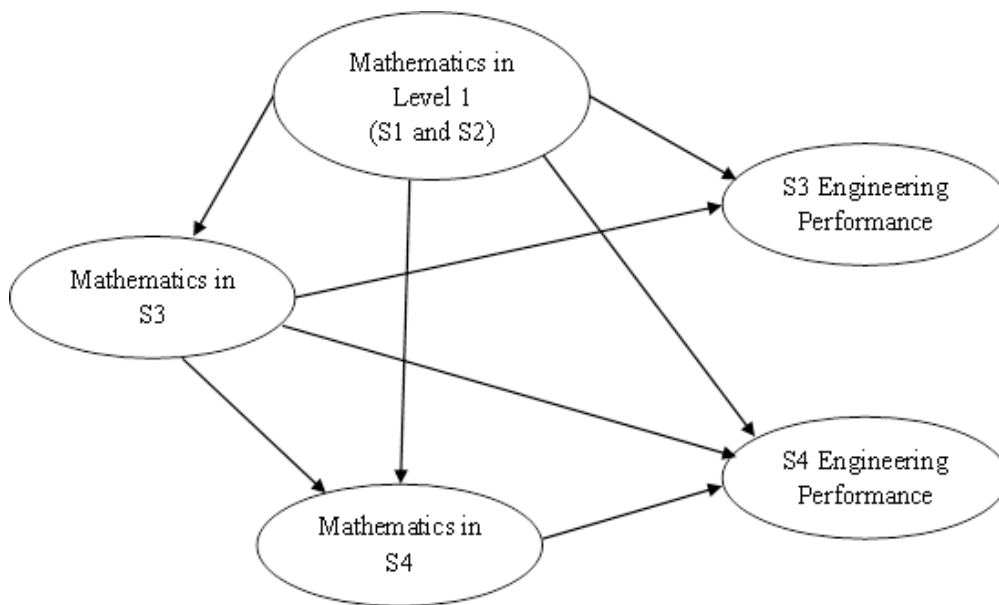 Mathematics in
Level 1
(S1 and S2)
S3 Engineering
Performance
Mathematics in
S3
S4 Engineering
Performance
Mathematics in
S4